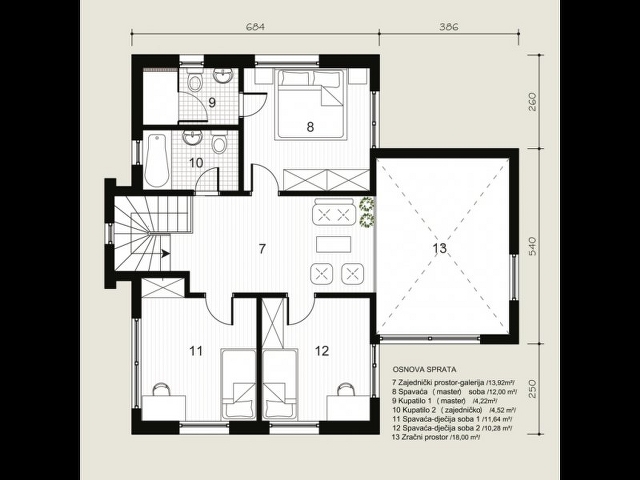 684 386
260
9
8
10
540
7
13
11
12
250
OSNOVA SPRATA
7 Zajednički prostor-galerija /13,92m²/
8 Spavaća ( master) soba /12,00 m²/
9 Kupatilo 1 ( master) /4,22m²/
10 Kupatilo 2 ( zajedničko) /4,52 m²/
11 Spavaća-dječija soba 1 /11,64 m²/
12 Spavaća-dječija soba 2 /10,28 m²/
13 Zračni prostor /18,00 m²/